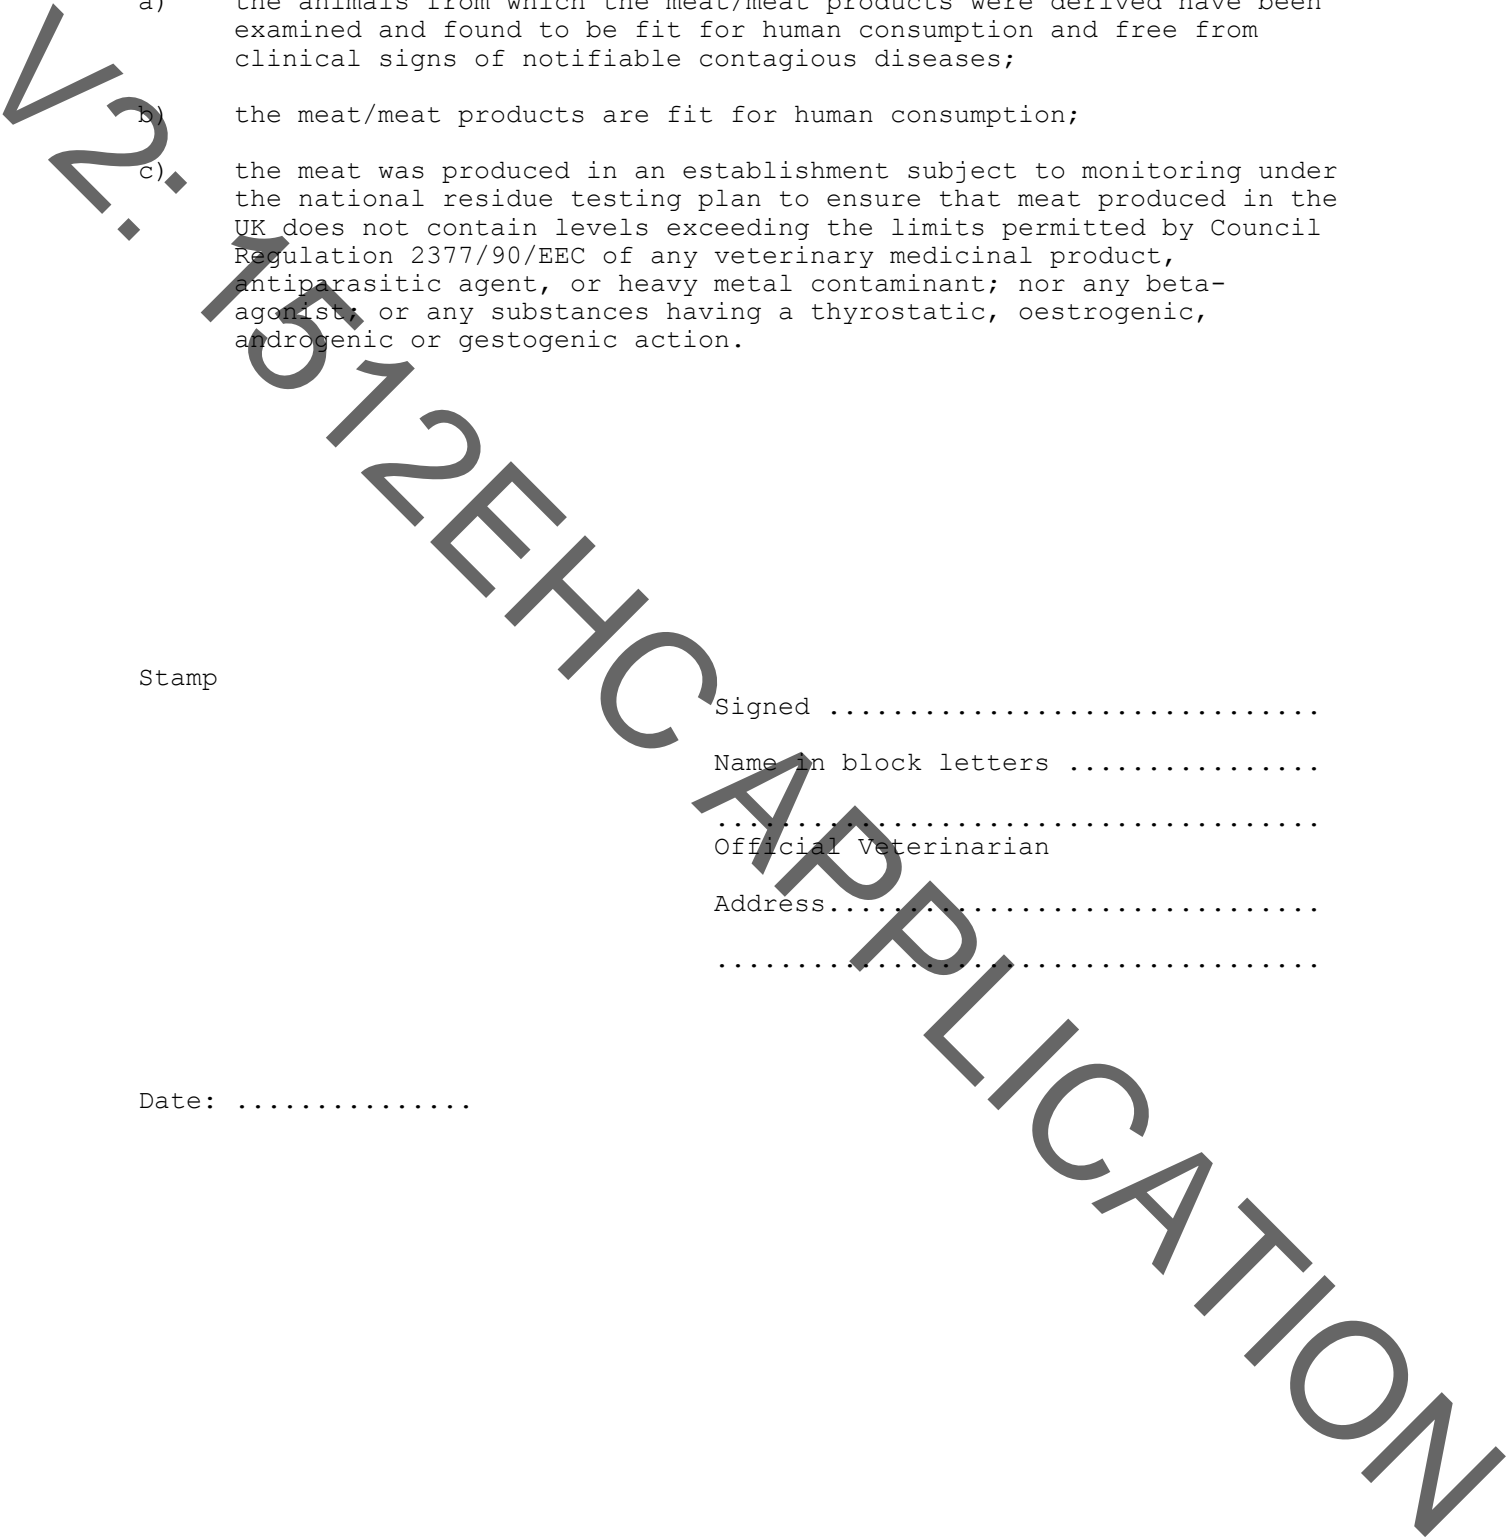 a) the animals from which the meat/meat products were derived have been
examined and found to be fit for human consumption and free from
clinical signs of notifiable contagious diseases;
b) the meat/meat products are fit for human consumption;
c) the meat was produced in an establishment subject to monitoring under
the national residue testing plan to ensure that meat produced in the
UK does not contain levels exceeding the limits permitted by Council
Regulation 2377/90/EEC of any veterinary medicinal product,
antiparasitic agent, or heavy metal contaminant; nor any beta-
agonist; or any substances having a thyrostatic, oestrogenic,
androgenic or gestogenic action.
Stamp
Signed ...............................
Name in block letters ................
......................................
Official Veterinarian
Address...............................
......................................
Date: ...............
V2: 1512EHC APPLICATION